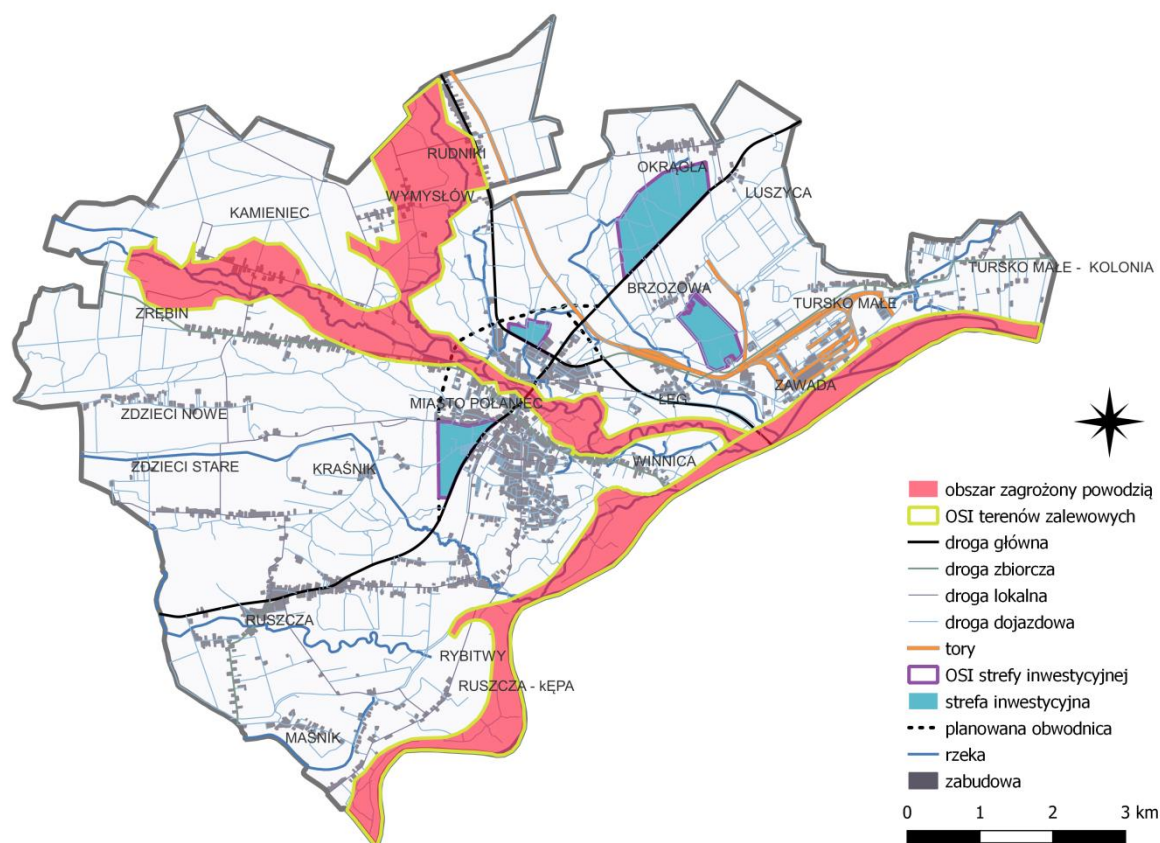 RUDNIKI
OKRĄGŁA
WYMYSŁÓW
LUSZYCA
KAMIENIEC
TURSKO MAŁE - KOLONIA
BRZOZOWA
TURSKO MAŁE
ZRĘBIN
ZAWADA
ŁĘG
MIASTO POŁANIEC
ZDZIECI NOWE
WINNICA
ZDZIECI STARE
KRAŚNIK
RUSZCZA
RYBITWY
RUSZCZA - kĘPA
MAŚNIK
obszar zagrożony powodzią
OSI terenów zalewowych
droga główna
droga zbiorcza
droga lokalna
droga dojazdowa
tory
OSI strefy inwestycyjnej
strefa inwestycyjna
planowana obwodnica
rzeka
zabudowa
0 1 2 3 km